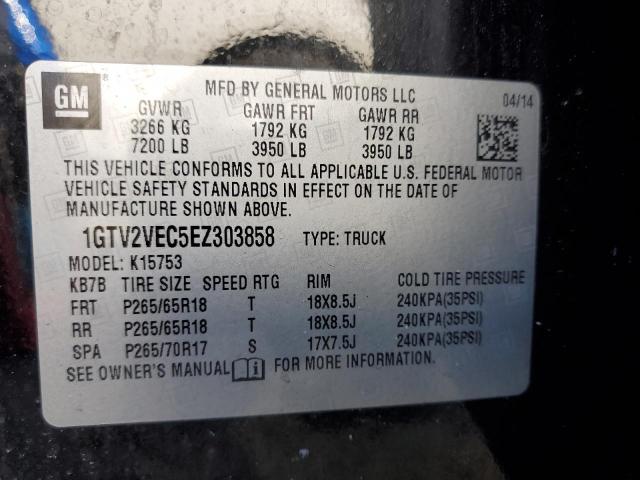 GM
MFD BY GENERAL MOTORS LLC
04/14
GVWR GAWR FRT GAWR RR
3266 KG 1792 KG 1792 KG
7200 LB 3950 LB 3950 LB
THIS VEHICLE CONFORMS TO ALL APPLICABLE U.S. FEDERAL MOTOR
VEHICLE SAFETY STANDARDS IN EFFECT ON THE DATE OF
MANUFACTURE SHOWN ABOVE.
1GTV2VEC5EZ303858 TYPE: TRUCK
MODEL: K15753
KB7B TIRE SIZE SPEED RTG RIM COLD TIRE PRESSURE
FRT P265/65R18 T 18X8.5J 240KPA(35PSI)
RR P265/65R18 T 18X8.5J 240KPA(35PSI)
SPA P265/70R17 S 17X7.5J 240KPA(35PSI)
SEE OWNER'S MANUAL FOR MORE INFORMATION.